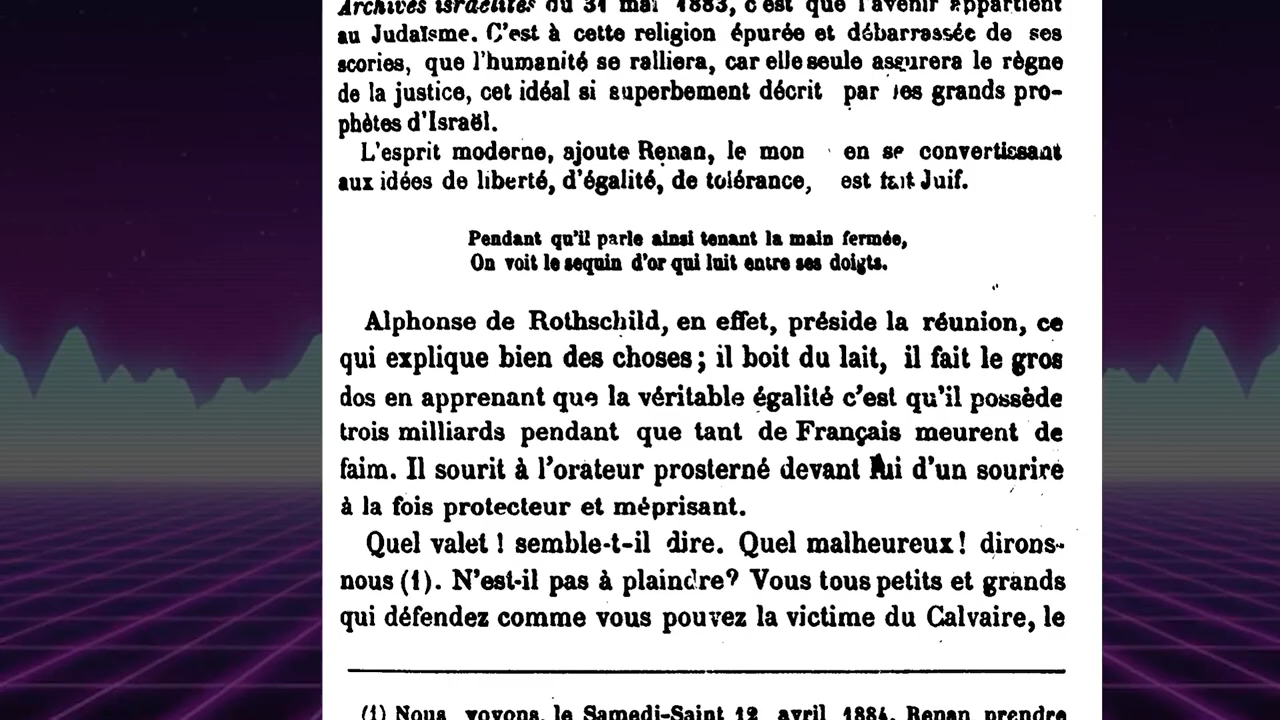 Archives israélites du 31 mai 1883, c'est que l'avenir appartient
au Judaïsme. C'est à cette religion épurée et débarrassée de ses
scories, que l'humanité se ralliera, car elle seule assurera le règne
de la justice, cet idéal si superbement décrit par les grands pro-
phètes d'Israël.
L'esprit moderne, ajoute Renan, le mon en se convertissant
aux idées de liberté, d'égalité, de tolérance, est fait Juif.
Pendant qu'il parle ainsi tenant la main fermée,
On voit le sequin d'or qui luit entre ses doigts.
Alphonse de Rothschild, en effet, préside la réunion, ce
qui explique bien des choses ; il boit du lait, il fait le gros
dos en apprenant que la véritable égalité c'est qu'il possède
trois milliards pendant que tant de Français meurent de
faim. Il sourit à l'orateur prosterné devant lui d'un sourire
à la fois protecteur et méprisant.
Quel valet ! semble-t-il dire. Quel malheureux ! dirons-
nous (1). N'est-il pas à plaindre? Vous tous petits et grands
qui défendez comme vous pouvez la victime du Calvaire, le
(1) Nous voyons, le Samedi-Saint 12 avril 1884, Renan prendre